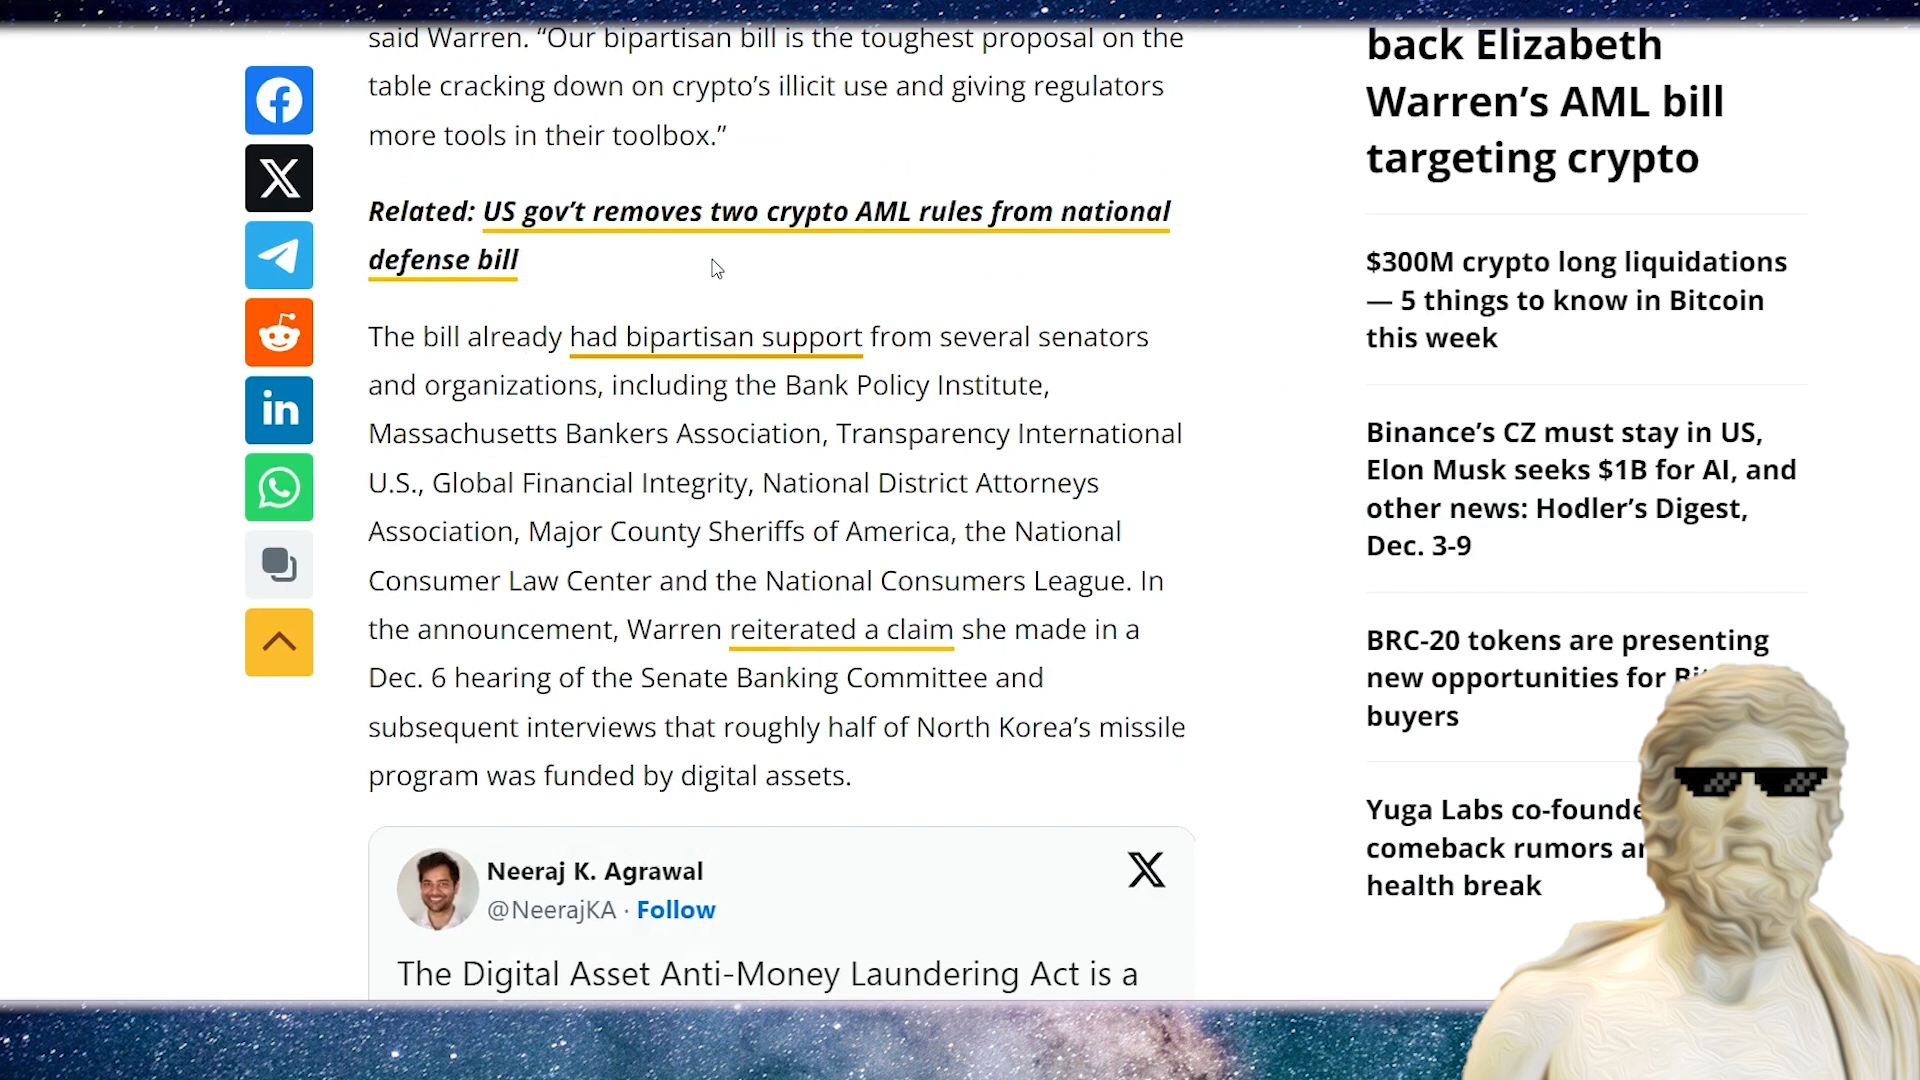 said Warren. “Our bipartisan bill is the toughest proposal on the
table cracking down on crypto’s illicit use and giving regulators
more tools in their toolbox.”
Related: US gov’t removes two crypto AML rules from national
defense bill
The bill already had bipartisan support from several senators
and organizations, including the Bank Policy Institute,
Massachusetts Bankers Association, Transparency International
U.S., Global Financial Integrity, National District Attorneys
Association, Major County Sheriffs of America, the National
Consumer Law Center and the National Consumers League. In
the announcement, Warren reiterated a claim she made in a
Dec. 6 hearing of the Senate Banking Committee and
subsequent interviews that roughly half of North Korea’s missile
program was funded by digital assets.
Neeraj K. Agrawal
@NeerajKA · Follow
The Digital Asset Anti-Money Laundering Act is a
back Elizabeth
Warren’s AML bill
targeting crypto
$300M crypto long liquidations
— 5 things to know in Bitcoin
this week
Binance’s CZ must stay in US,
Elon Musk seeks $1B for AI, and
other news: Hodler’s Digest,
Dec. 3-9
BRC-20 tokens are presenting
new opportunities for
buyers
Yuga Labs
comeback rumors
health break